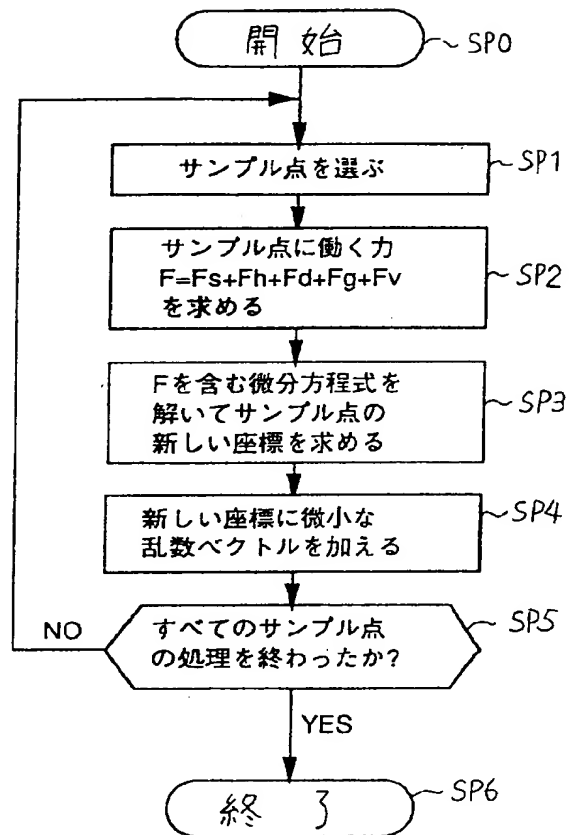 開始
SP0
サンプル点を選ぶ
SP1
サンプル点に働く力
F=Fs+Fh+Fd+Fg+Fv
を求める
SP2
Fを含む微分方程式を
解いてサンプル点の
新しい座標を求める
SP3
新しい座標に微小な
乱数ベクトルを加える
SP4
すべてのサンプル点
の処理を終わったか?
SP5
NO
YES
終了
SP6